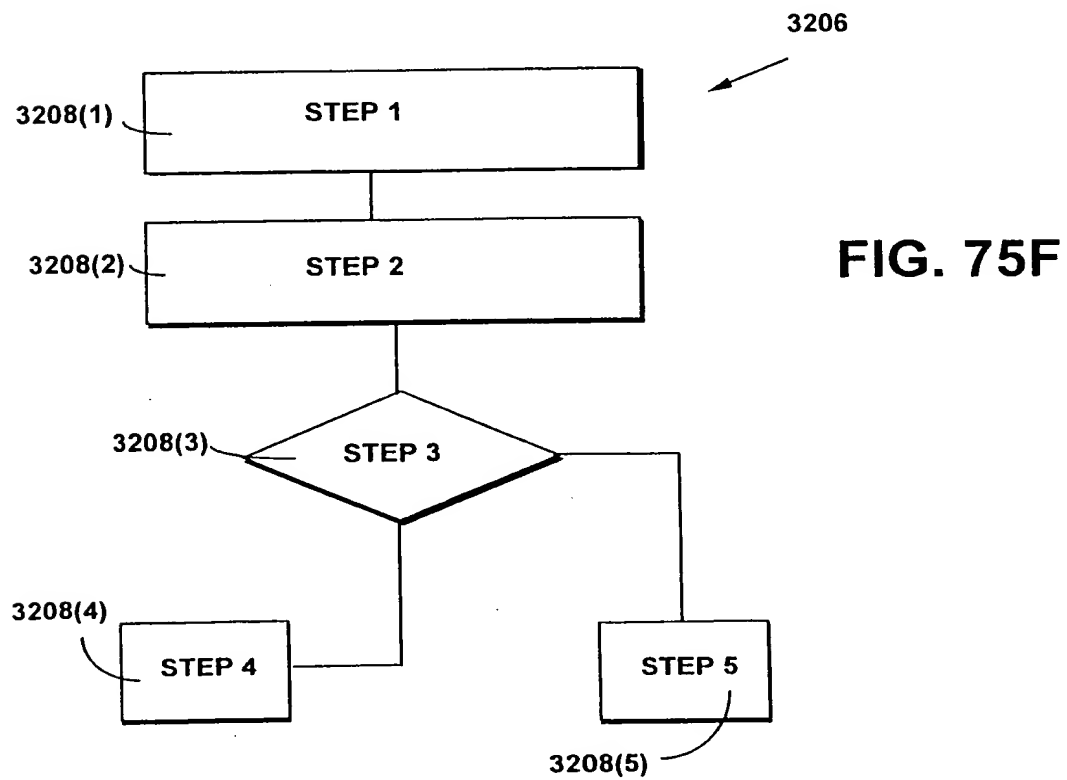 3206
3208(1)
STEP 1
3208(2)
STEP 2
FIG. 75F
3208(3)
STEP 3
3208(4)
STEP 4
STEP 5
3208(5)